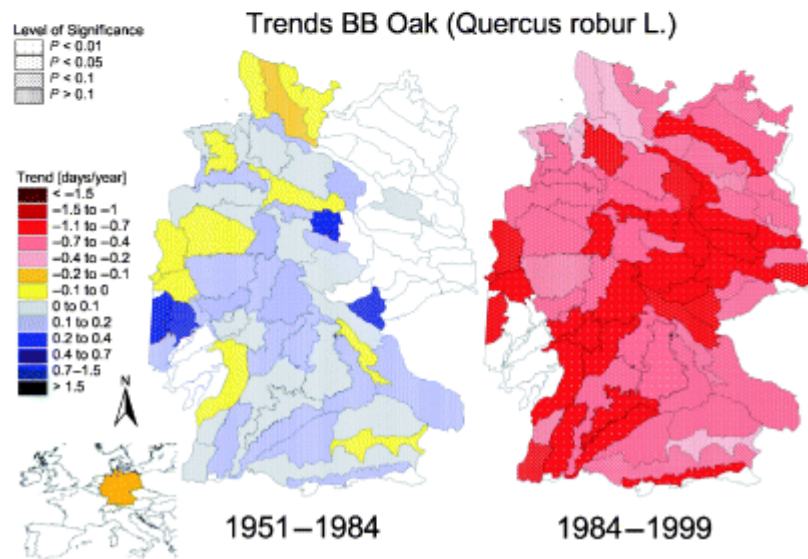 Trends BB Oak (Quercus robur L.)
Level of Significance
P < 0.01
P < 0.05
P < 0.1
P > 0.1
Trend [days/year]
< −1.5
−1.5 to −1
−1.1 to −0.7
−0.7 to −0.4
−0.4 to −0.2
−0.2 to −0.1
−0.1 to 0
0 to 0.1
0.1 to 0.2
0.2 to 0.4
0.4 to 0.7
0.7–1.5
> 1.5
N
1951–1984
1984–1999